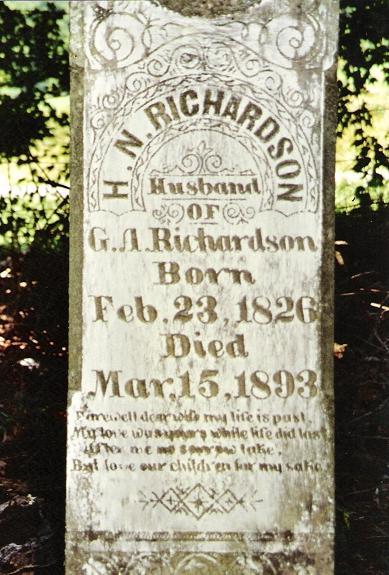 H. N. RICHARDSON
Husband
OF
G. A. Richardson
Born
Feb. 23, 1826
Died
Mar. 15, 1893
Farewell dear wife my life is past,
My love was yours while life did last
After me no sorrow take,
But love our children for my sake.